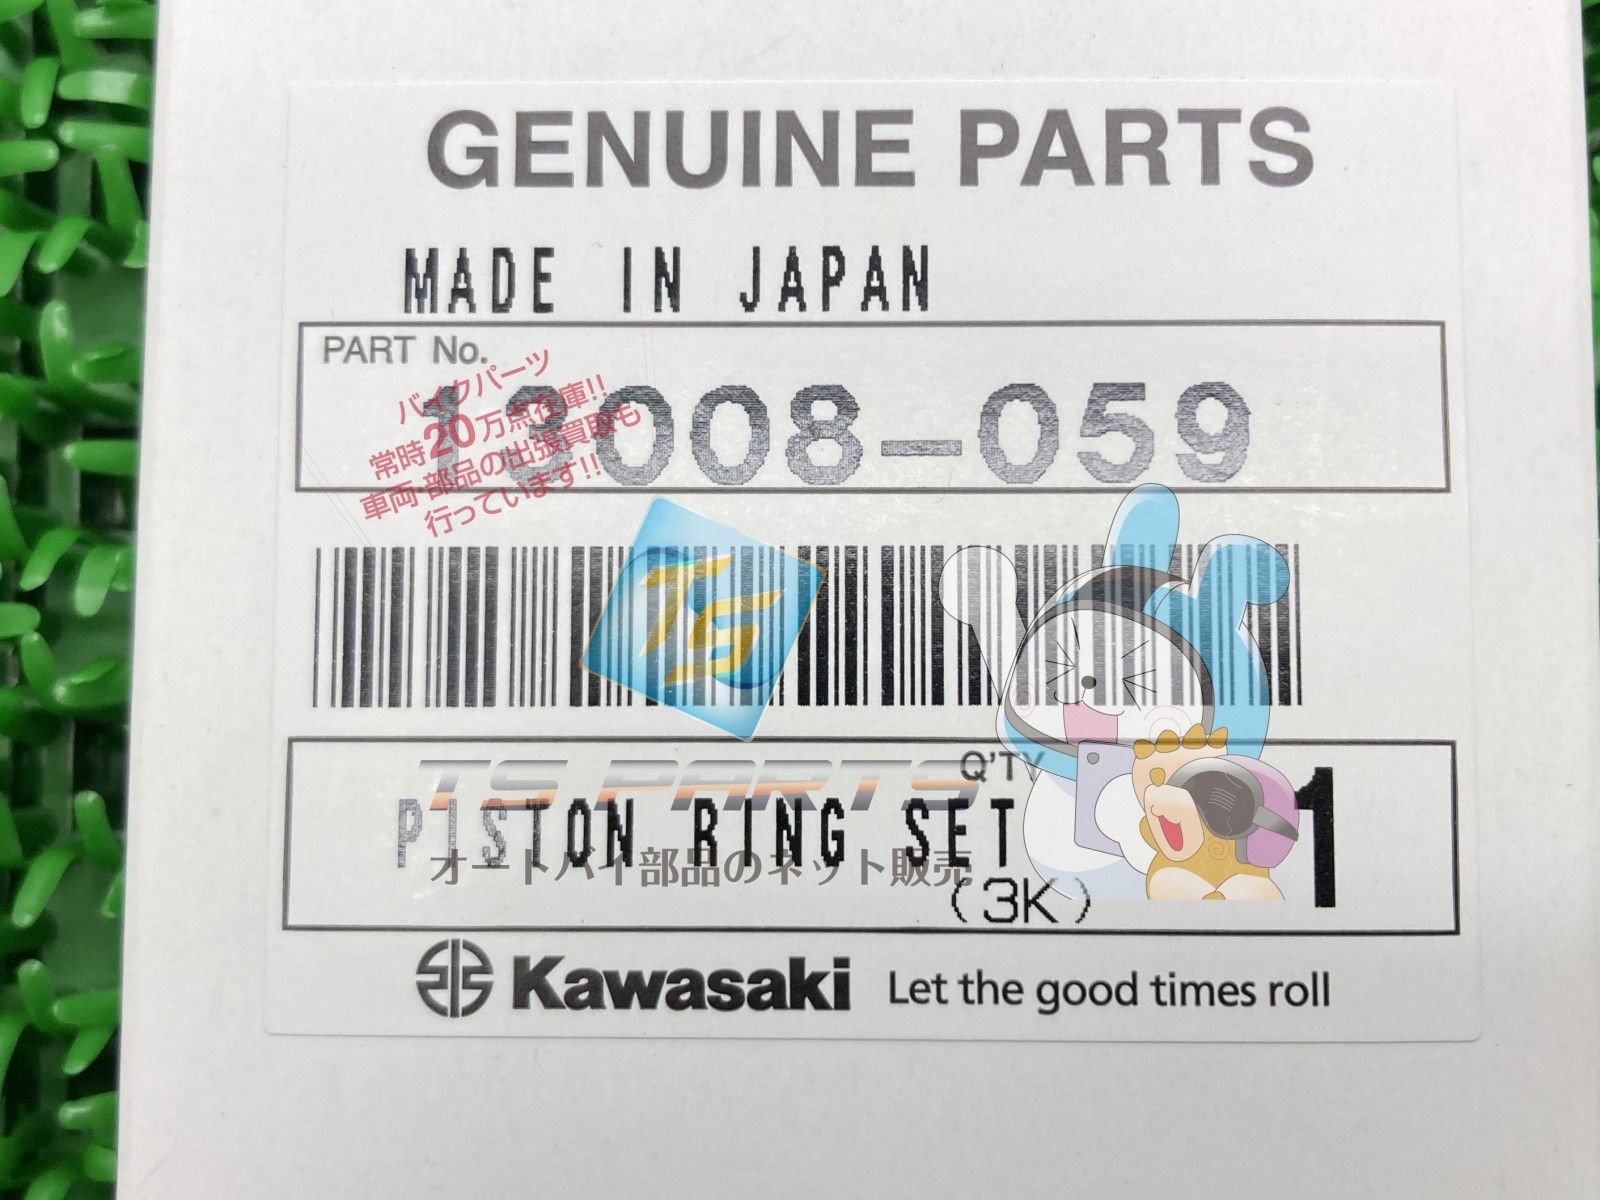 GENUINE PARTS
MADE IN JAPAN
PART No.
13008-059
バイクパーツ
常時20万点在庫!!
車両・部品の出張買取も
行っています!!
TS
TS PARTS
Q'TY
PISTON RING SET
1
オートバイ部品のネット販売
(3K)
Kawasaki Let the good times roll